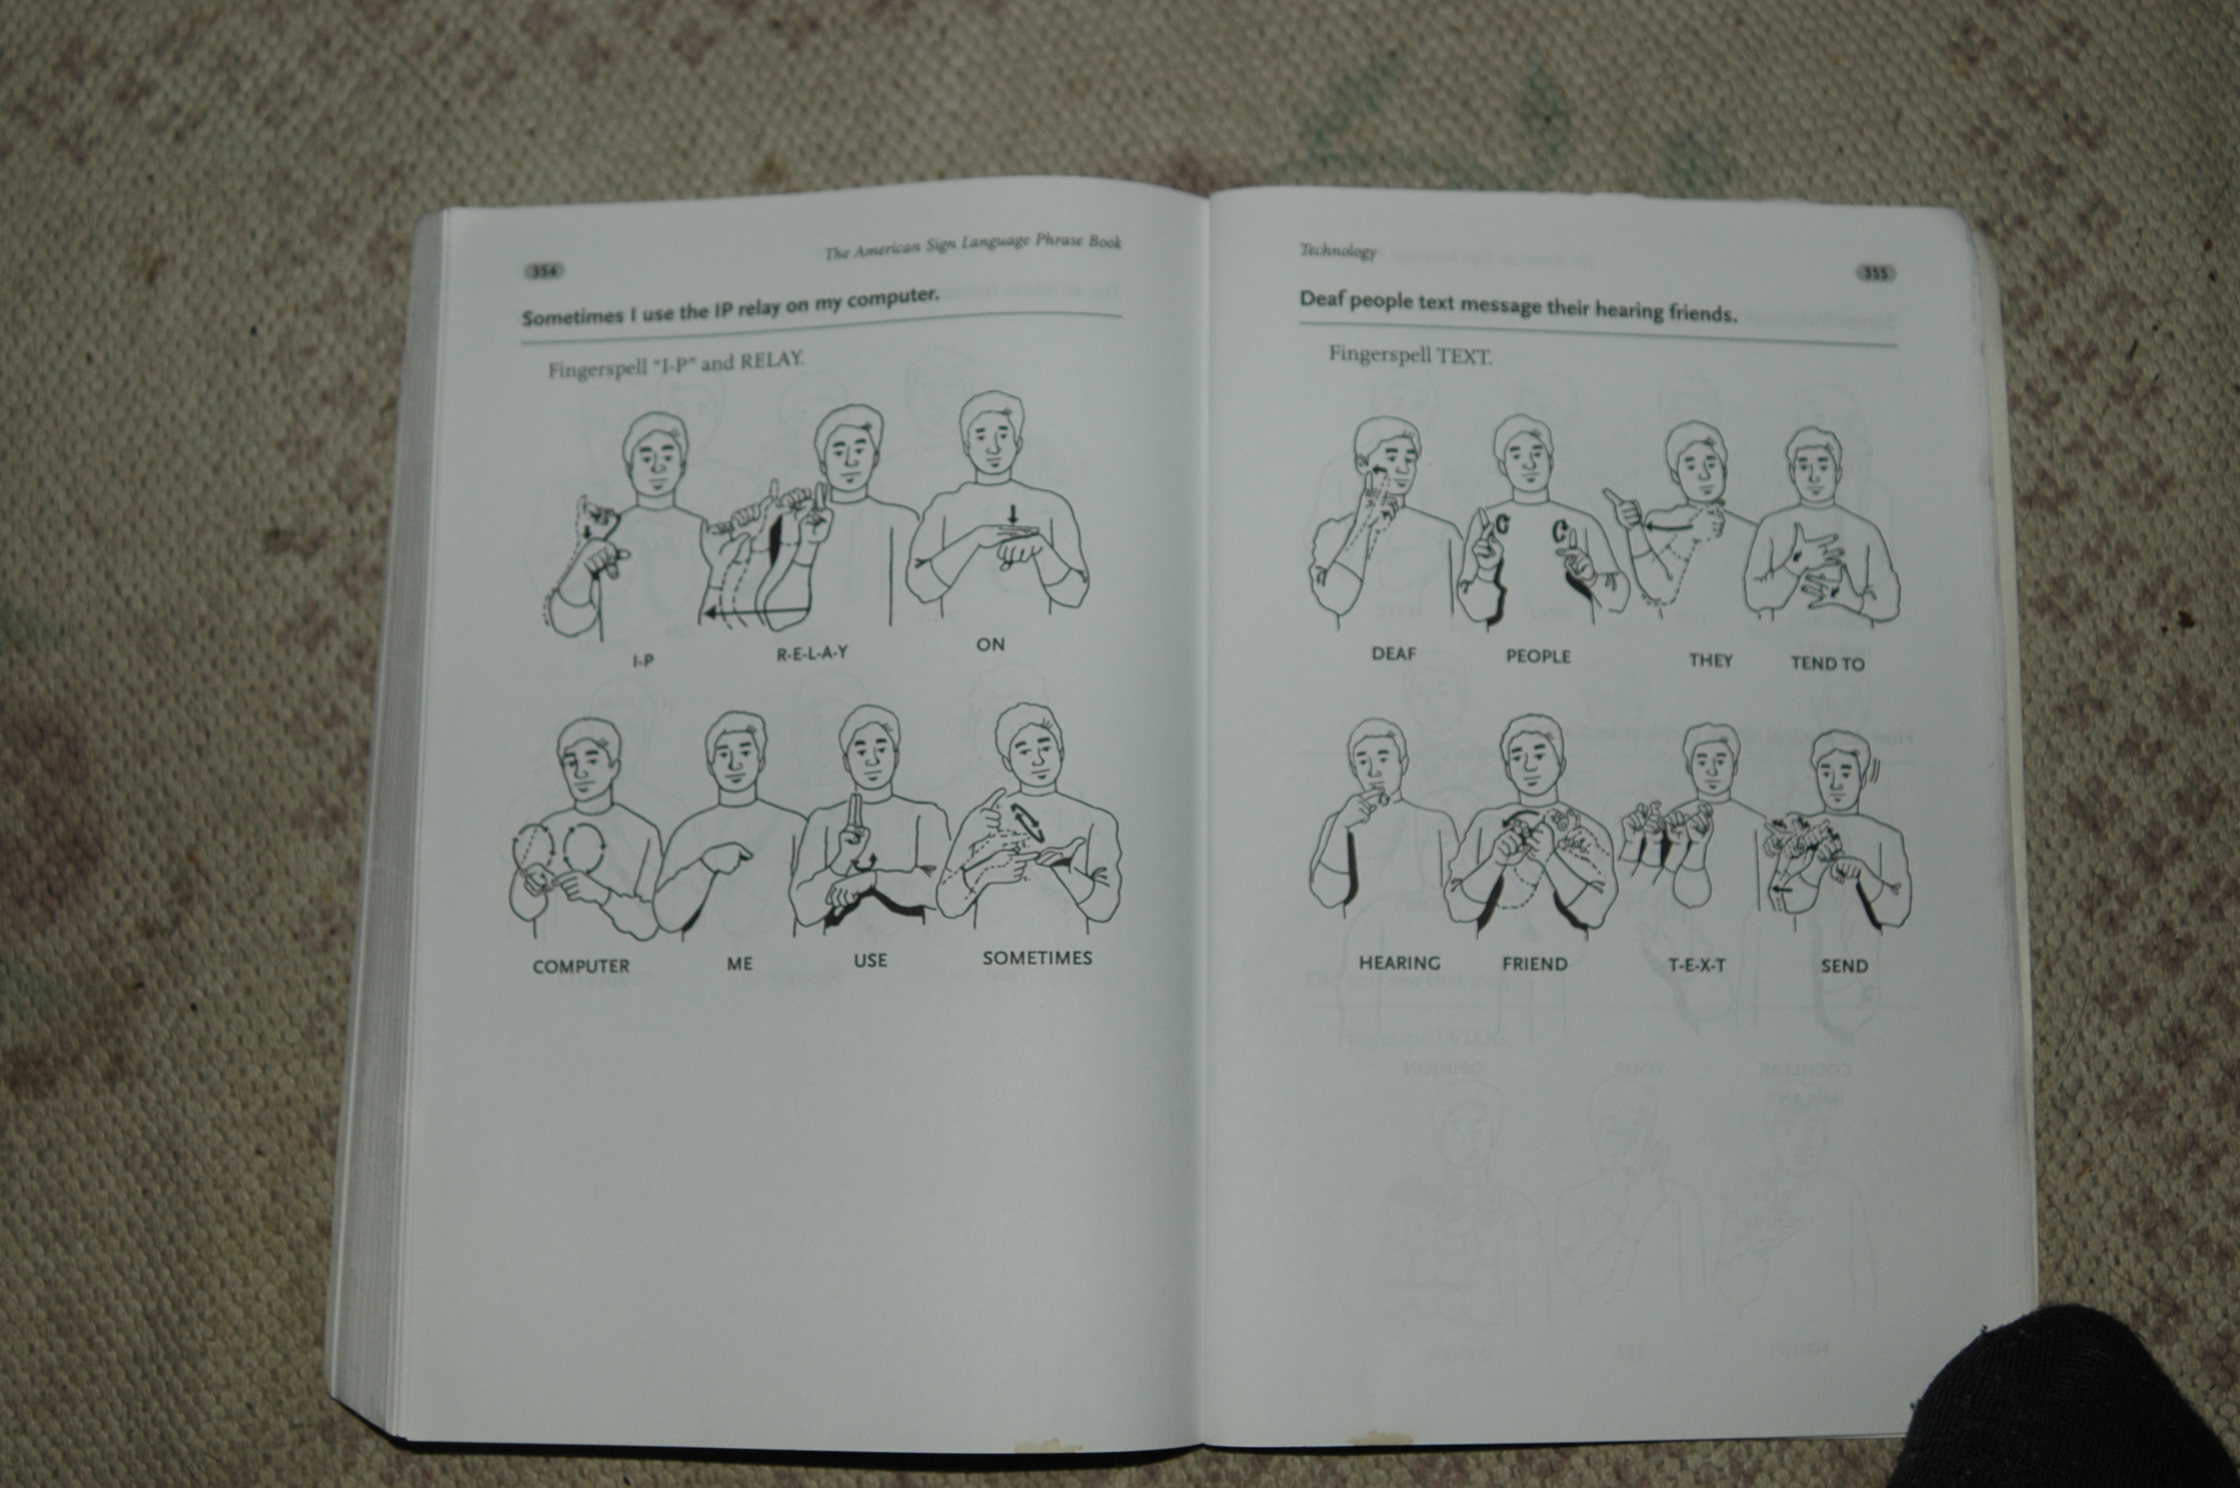 354
The American Sign Language Phrase Book
Sometimes I use the IP relay on my computer.
Fingerspell "I-P" and RELAY.
I-P R-E-L-A-Y ON
COMPUTER ME USE SOMETIMES
Technology
355
Deaf people text message their hearing friends.
Fingerspell TEXT.
DEAF PEOPLE THEY TEND TO
HEARING FRIEND T-E-X-T SEND